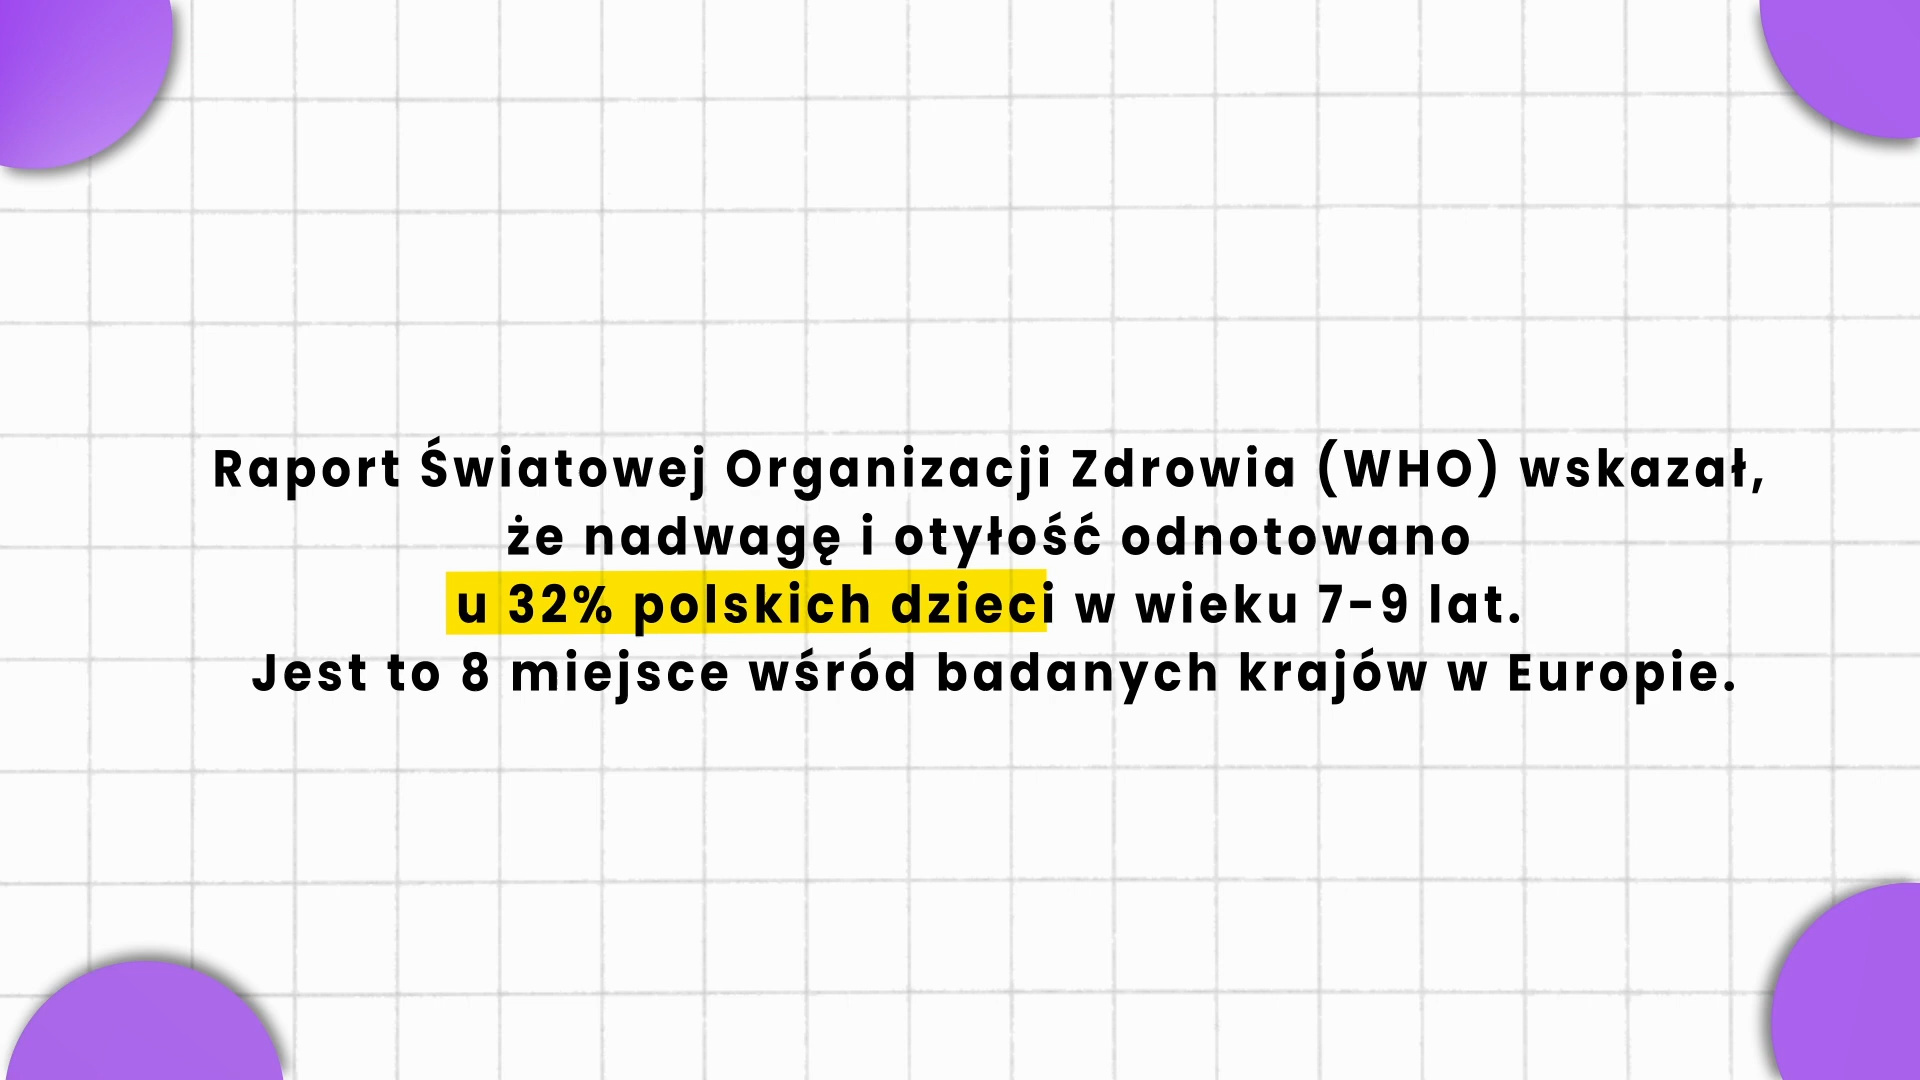 Raport Światowej Organizacji Zdrowia (WHO) wskazał,
że nadwagę i otyłość odnotowano
u 32% polskich dzieci w wieku 7-9 lat.
Jest to 8 miejsce wśród badanych krajów w Europie.